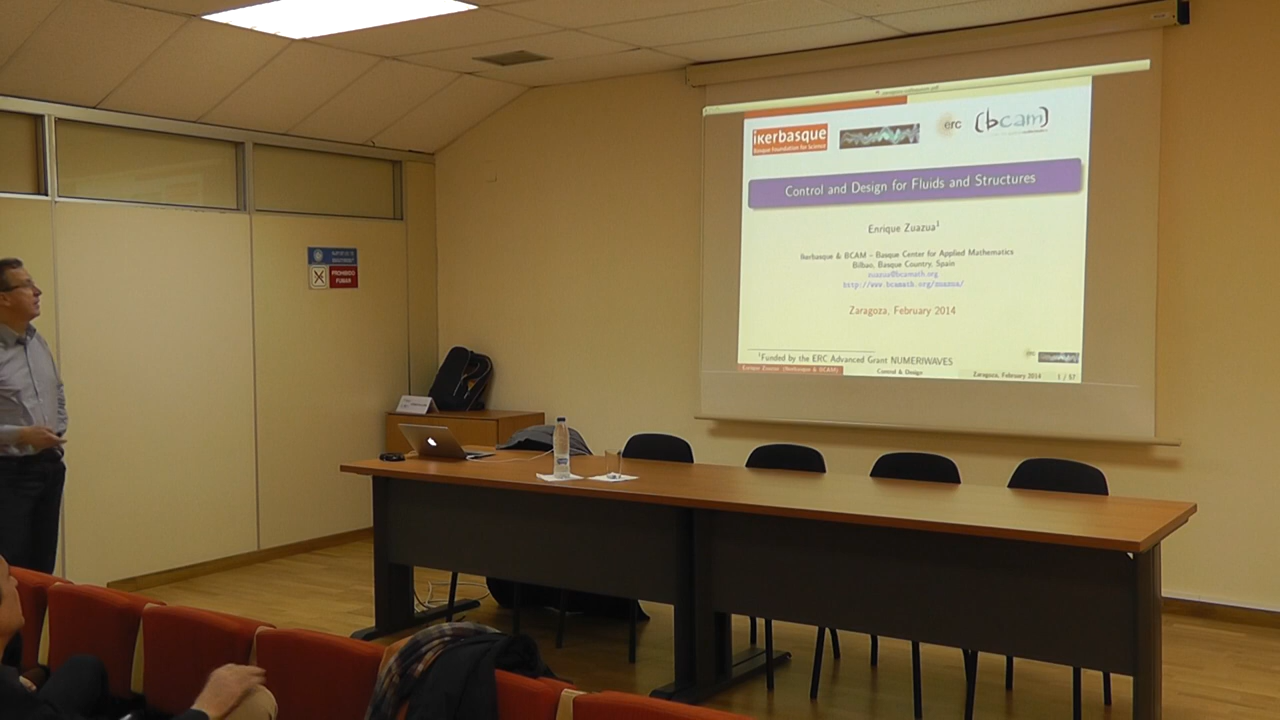 ikerbasque
Basque Foundation for Science
erc
(bcam)
Control and Design for Fluids and Structures
Enrique Zuazua1
Ikerbasque & BCAM – Basque Center for Applied Mathematics
Bilbao, Basque Country, Spain
zuazua@bcamath.org
http://www.bcamath.org/zuazua/
Zaragoza, February 2014
1Funded by the ERC Advanced Grant NUMERIWAVES
Enrique Zuazua (Ikerbasque & BCAM)
Control & Design
Zaragoza, February 2014
1 / 57
PROHIBIDO
FUMAR